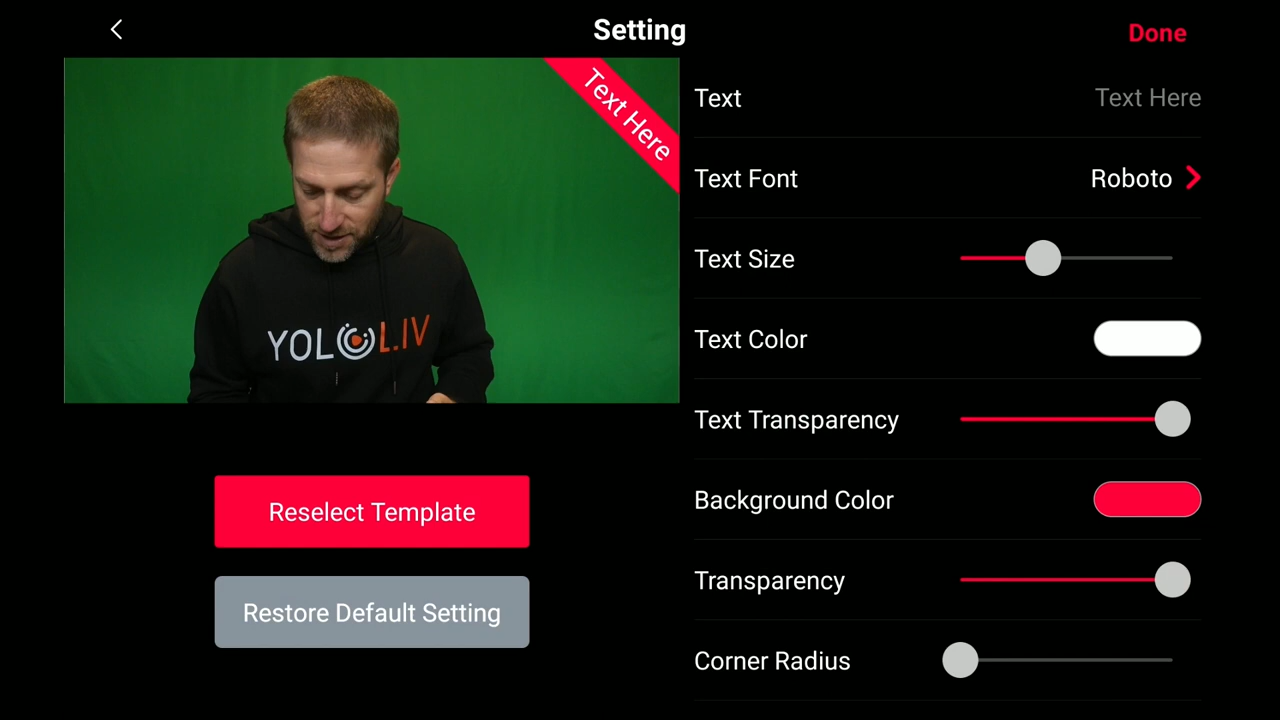 Setting
Done
Text Here
YOLOLIV
Reselect Template
Restore Default Setting
Text
Text Here
Text Font
Roboto
Text Size
Text Color
Text Transparency
Background Color
Transparency
Corner Radius